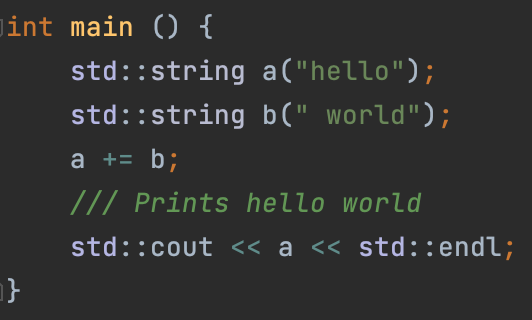 int main () {
    std::string a("hello");
    std::string b(" world");
    a += b;
    /// Prints hello world
    std::cout << a << std::endl;
}